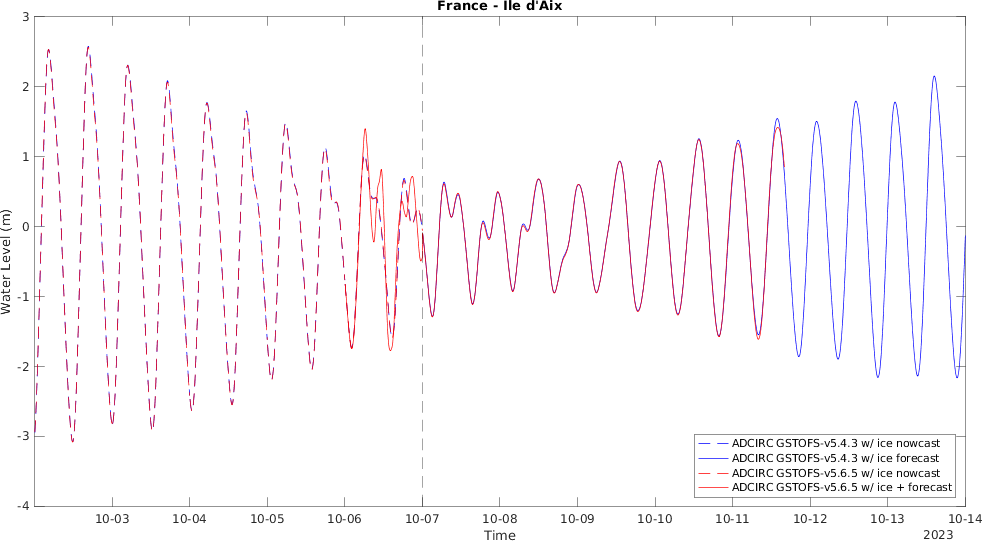 France - Ile d'Aix
3
2
1
0
-1
-2
-3
-4
Water Level (m)
ADCIRC GSTOFS-v5.4.3 w/ ice nowcast
ADCIRC GSTOFS-v5.4.3 w/ ice forecast
ADCIRC GSTOFS-v5.6.5 w/ ice nowcast
ADCIRC GSTOFS-v5.6.5 w/ ice + forecast
10-03 10-04 10-05 10-06 10-07 10-08 10-09 10-10 10-11 10-12 10-13 10-14
Time
2023